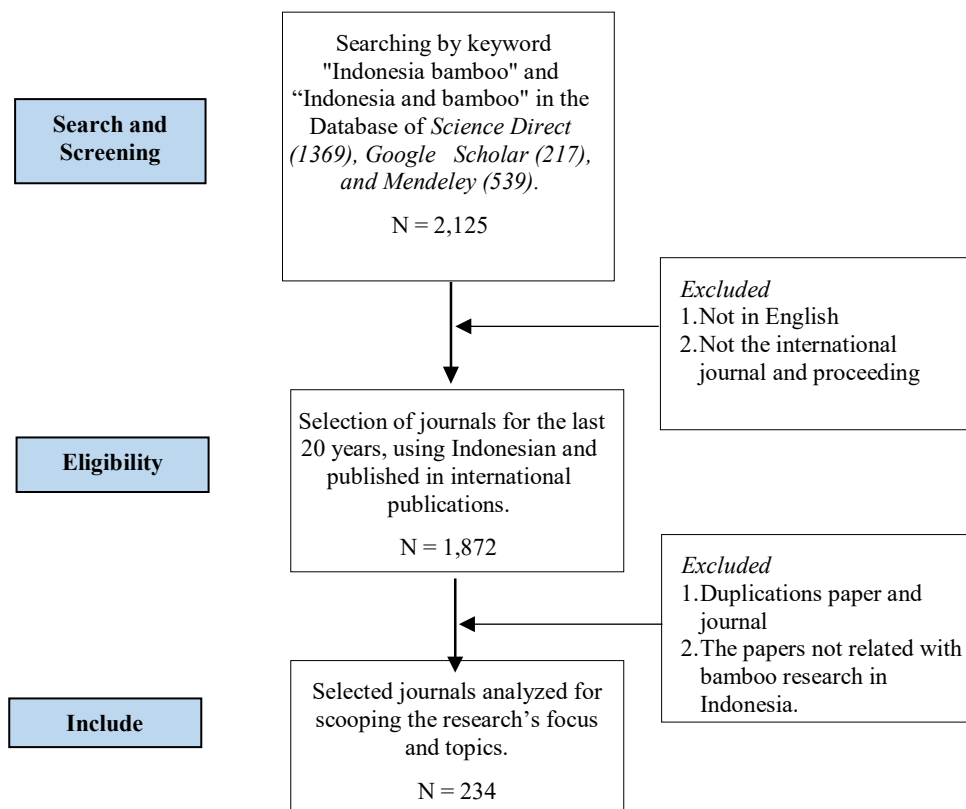 Searching by keyword
"Indonesia bamboo" and
“Indonesia and bamboo" in the
Database of Science Direct
(1369), Google Scholar (217),
and Mendeley (539).
N = 2,125
Search and
Screening
Excluded
1.Not in English
2.Not the international
journal and proceeding
Selection of journals for the last
20 years, using Indonesian and
published in international
publications.
N = 1,872
Eligibility
Excluded
1.Duplications paper and
journal
2.The papers not related with
bamboo research in
Indonesia.
Selected journals analyzed for
scooping the research’s focus
and topics.
N = 234
Include